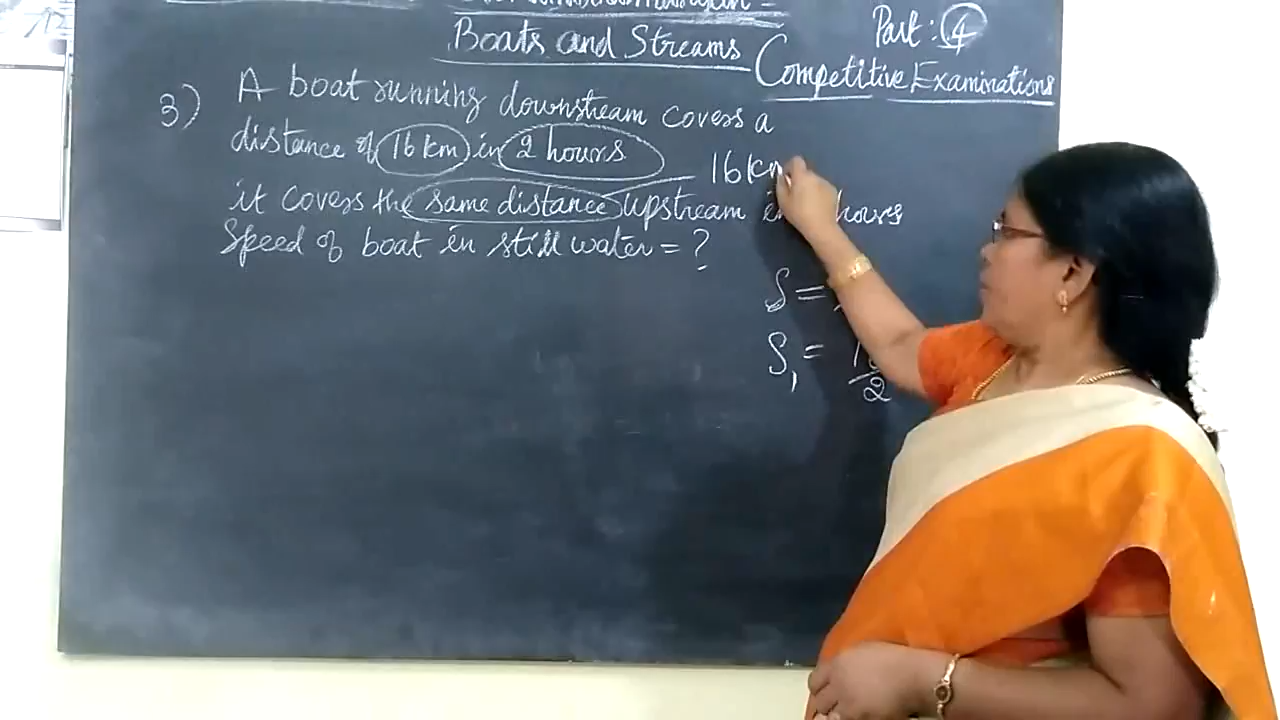 Boats and Streams
Part: 4
Competitive Examinations
3) A boat running downstream covers a
distance of 16 km in 2 hours
16 km
it covers the same distance upstream hours
Speed of boat in still water = ?
S =
S₁ =
2